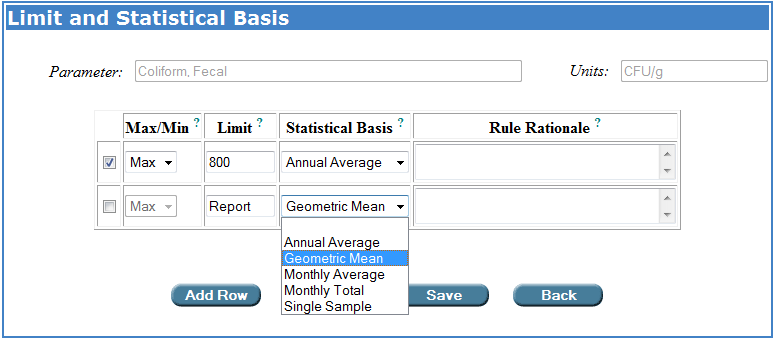 Limit and Statistical Basis
Parameter: Coliform, Fecal Units: CFU/g
Max/Min ? Limit ? Statistical Basis ? Rule Rationale ?
Max 800 Annual Average
Max Report Geometric Mean
Annual Average
Geometric Mean
Monthly Average
Monthly Total
Single Sample
Add Row Save Back